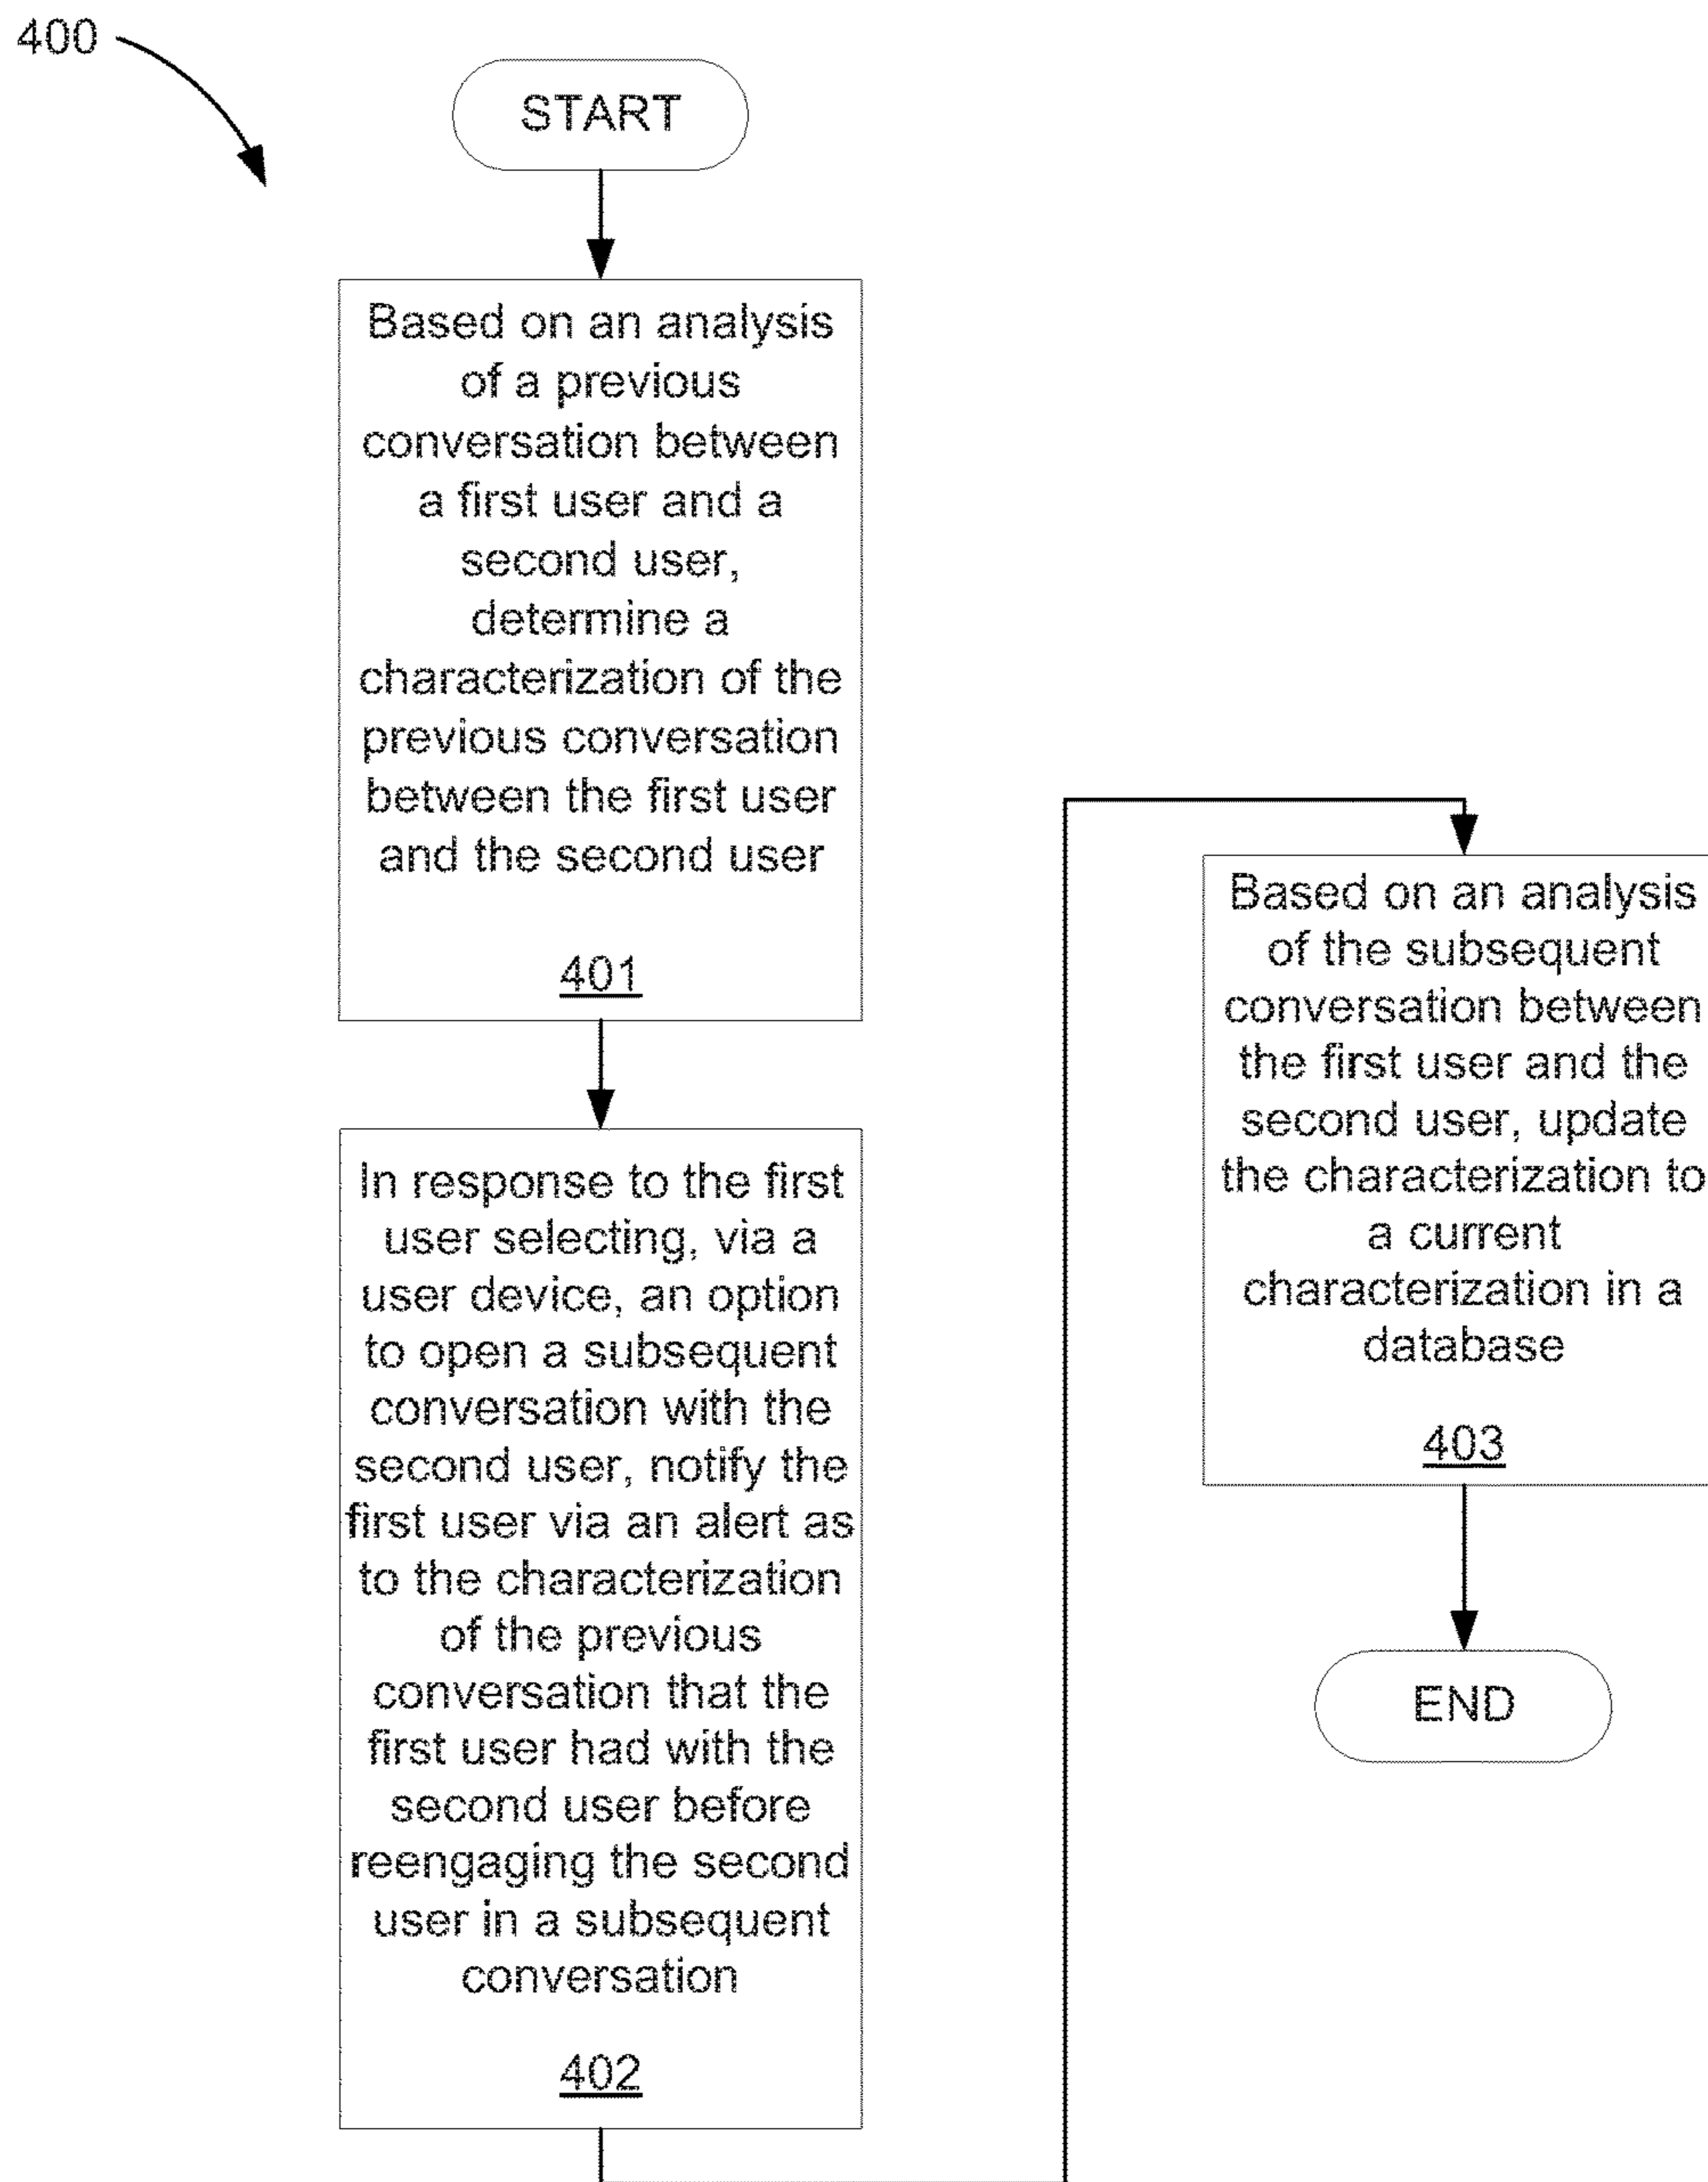 400
START
Based on an analysis
of a previous
conversation between
a first user and a
second user,
determine a
characterization of the
previous conversation
between the first user
and the second user
401
In response to the first
user selecting, via a
user device, an option
to open a subsequent
conversation with the
second user, notify the
first user via an alert as
to the characterization
of the previous
conversation that the
first user had with the
second user before
reengaging the second
user in a subsequent
conversation
402
Based on an analysis
of the subsequent
conversation between
the first user and the
second user, update
the characterization to
a current
characterization in a
database
403
END